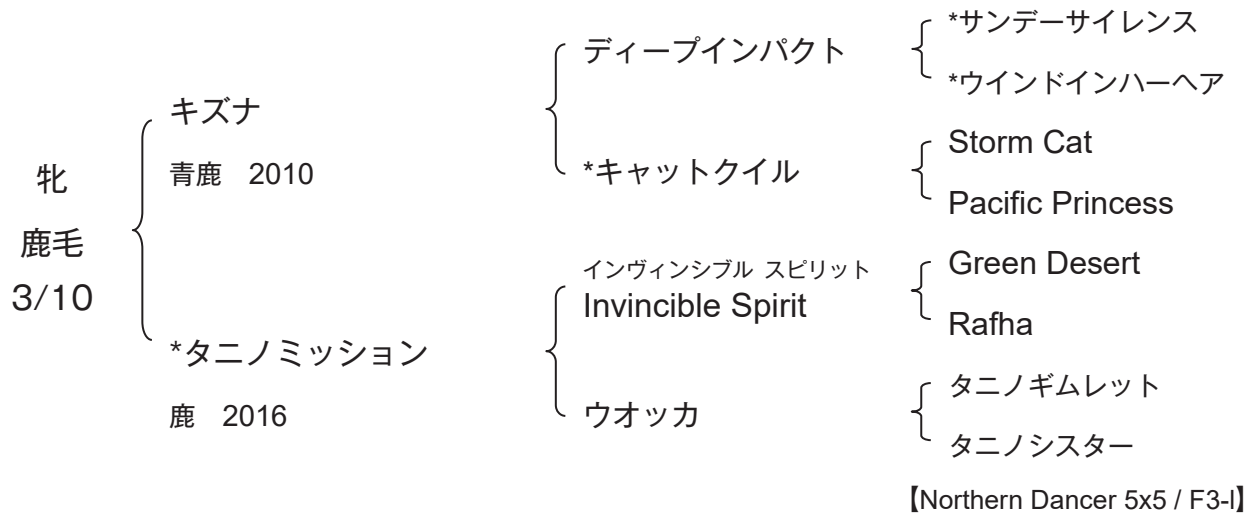 牝
鹿毛
3/10
キズナ
青鹿 2010
*タニノミッション
鹿 2016
ディープインパクト
*キャットクイル
インヴィンシブル スピリット
Invincible Spirit
ウオッカ
*サンデーサイレンス
*ウインドインハーヘア
Storm Cat
Pacific Princess
Green Desert
Rafha
タニノギムレット
タニノシスター
【Northern Dancer 5x5 / F3-l】